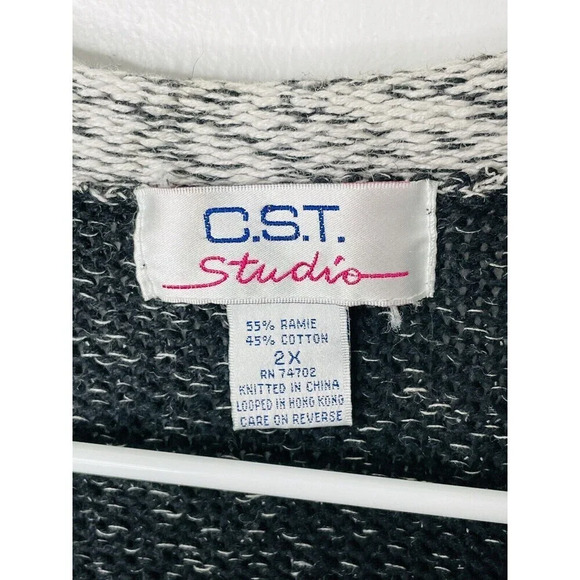 C.S.T.
Studio
55% RAMIE
45% COTTON
2X
RN 74702
KNITTED IN CHINA
LOOPED IN HONG KONG
CARE ON REVERSE